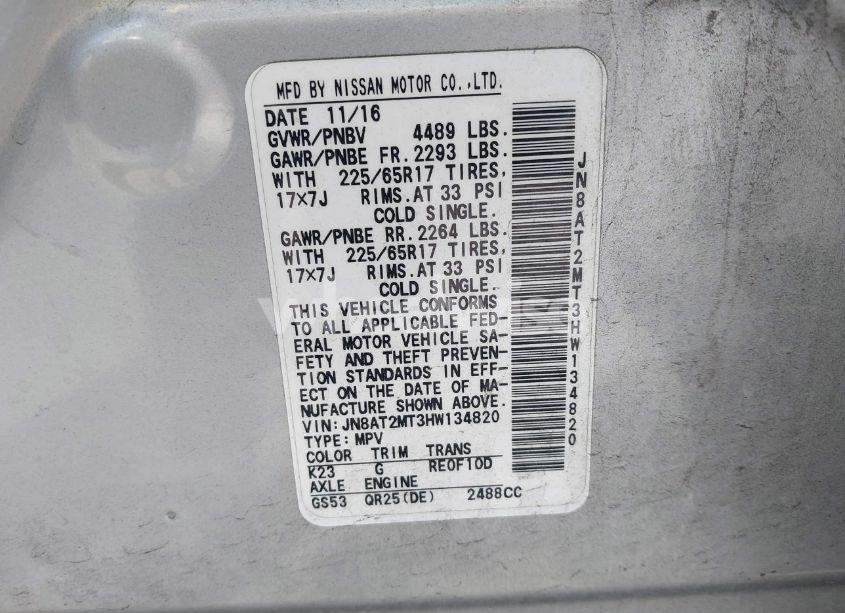 MFD BY NISSAN MOTOR CO.,LTD.
DATE 11/16
GVWR/PNBV 4489 LBS.
GAWR/PNBE FR. 2293 LBS.
WITH 225/65R17 TIRES,
17×7J RIMS. AT 33 PSI
COLD SINGLE.
GAWR/PNBE RR. 2264 LBS.
WITH 225/65R17 TIRES,
17×7J RIMS. AT 33 PSI
COLD SINGLE.
THIS VEHICLE CONFORMS
TO ALL APPLICABLE FED-
ERAL MOTOR VEHICLE SA-
FETY AND THEFT PREVEN-
TION STANDARDS IN EFF-
ECT ON THE DATE OF MA-
NUFACTURE SHOWN ABOVE.
VIN: JN8AT2MT3HW134820
TYPE: MPV
COLOR TRIM TRANS
K23 G RE0F10D
AXLE ENGINE
GS53 QR25(DE) 2488CC
JN8AT2MT3HW134820